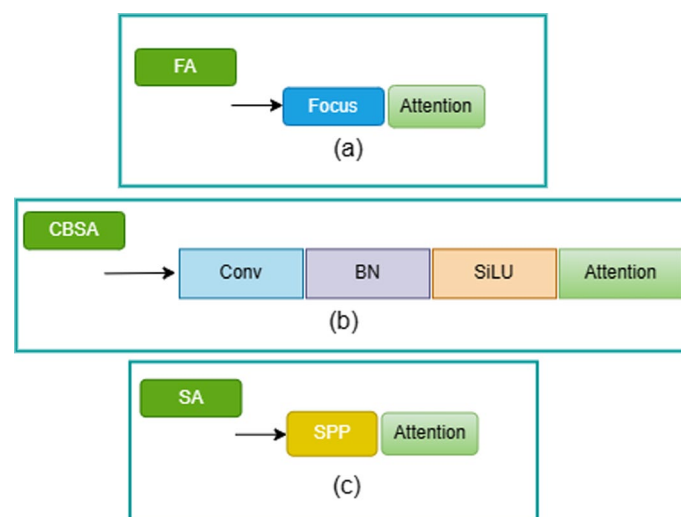 FA
Focus Attention
(a)
CBSA
Conv BN SiLU Attention
(b)
SA
SPP Attention
(c)